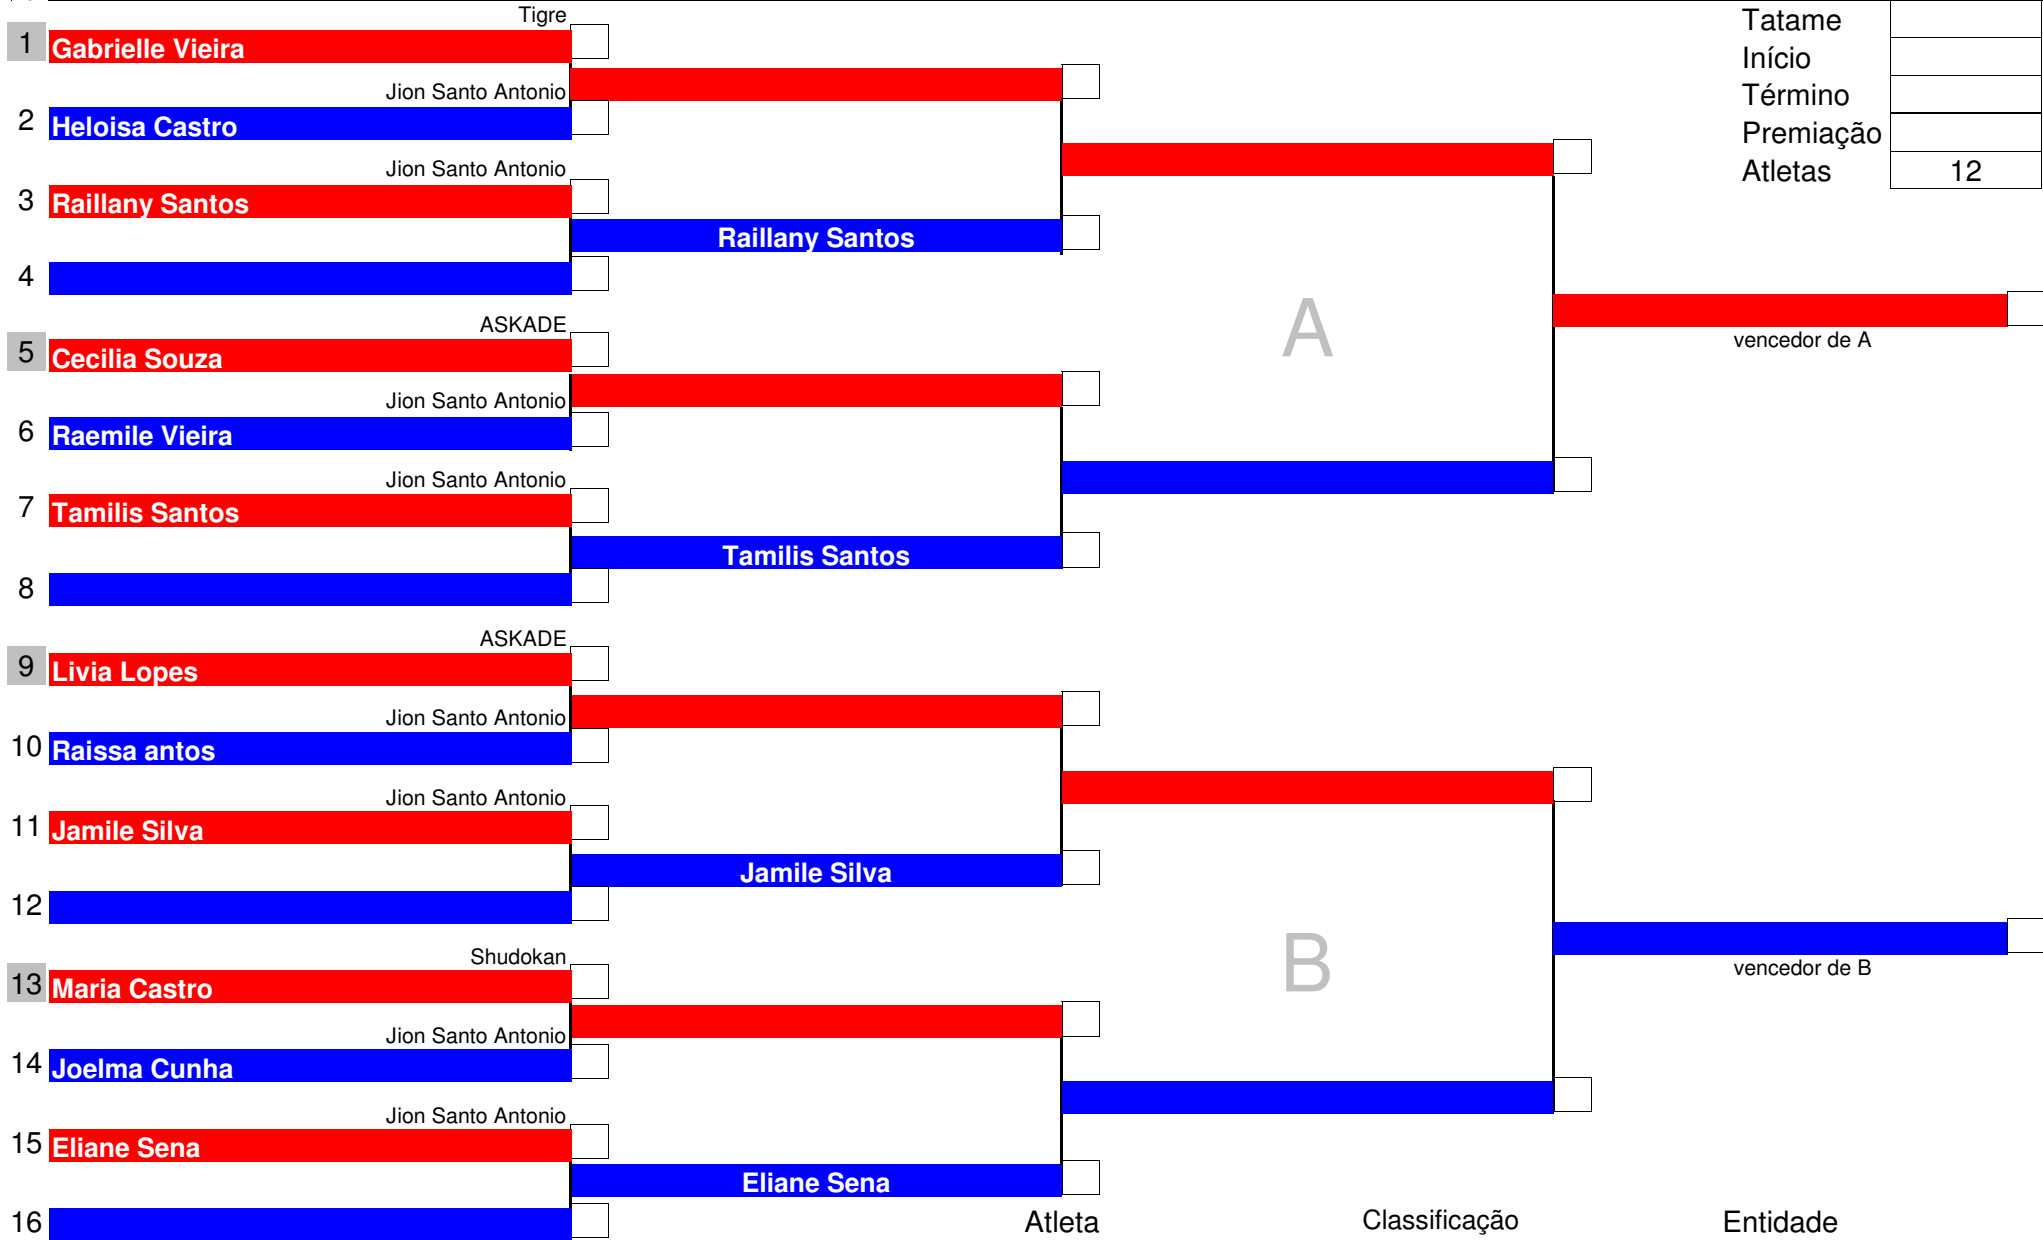 Tigre
1 Gabrielle Vieira
Jion Santo Antonio
2 Heloisa Castro
Jion Santo Antonio
3 Raillany Santos
Raillany Santos
4
ASKADE
5 Cecilia Souza
Jion Santo Antonio
6 Raemile Vieira
Jion Santo Antonio
7 Tamilis Santos
Tamilis Santos
8
ASKADE
9 Livia Lopes
Jion Santo Antonio
10 Raissa antos
Jion Santo Antonio
11 Jamile Silva
Jamile Silva
12
Shudokan
13 Maria Castro
Jion Santo Antonio
14 Joelma Cunha
Jion Santo Antonio
15 Eliane Sena
Eliane Sena
16
A
B
vencedor de A
vencedor de B
Tatame
Início
Término
Premiação
Atletas 12
Atleta Classificação Entidade